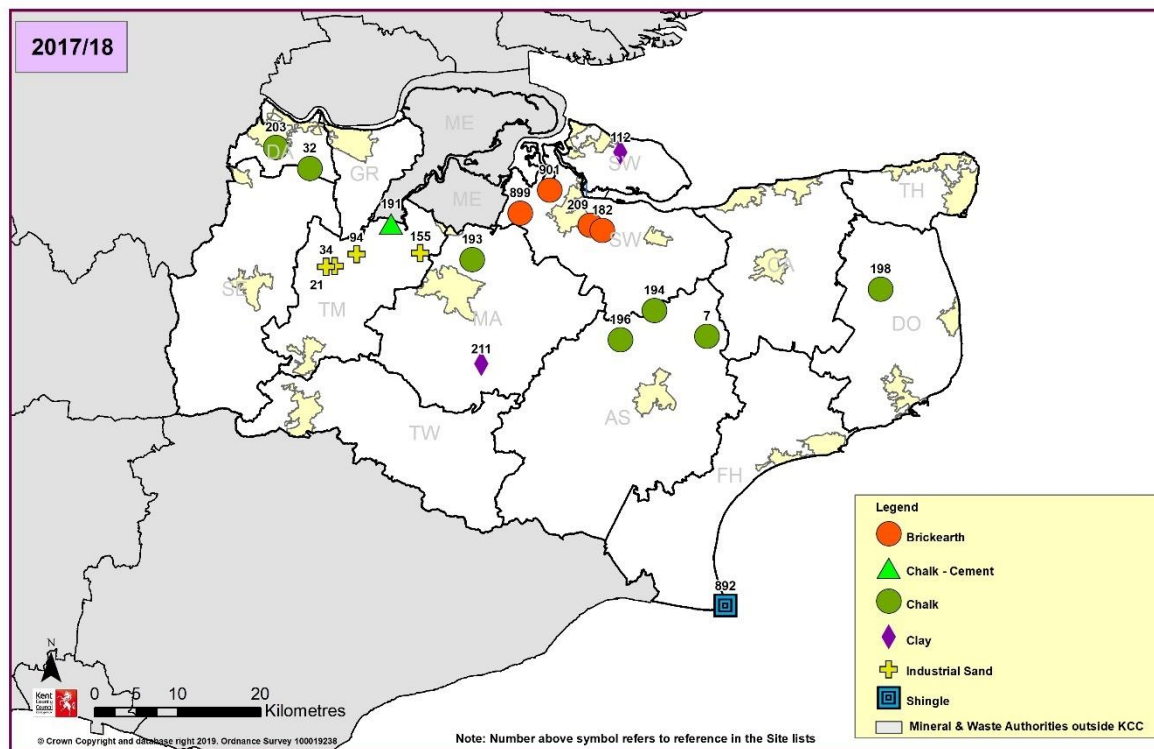 2017/18
ME
112
203
DA
32
GR
SW
901
TH
191
ME
899
209
182
SW
34
94
155
193
CA
198
21
SE
TM
MA
194
7
DO
196
211
AS
TW
FH
892
Legend
Brickearth
Chalk - Cement
Chalk
Clay
Industrial Sand
Shingle
Mineral & Waste Authorities outside KCC
N
Kent
County
Council
0 5 10 20
Kilometres
© Crown Copyright and database right 2019. Ordnance Survey 100019238
Note: Number above symbol refers to reference in the Site lists